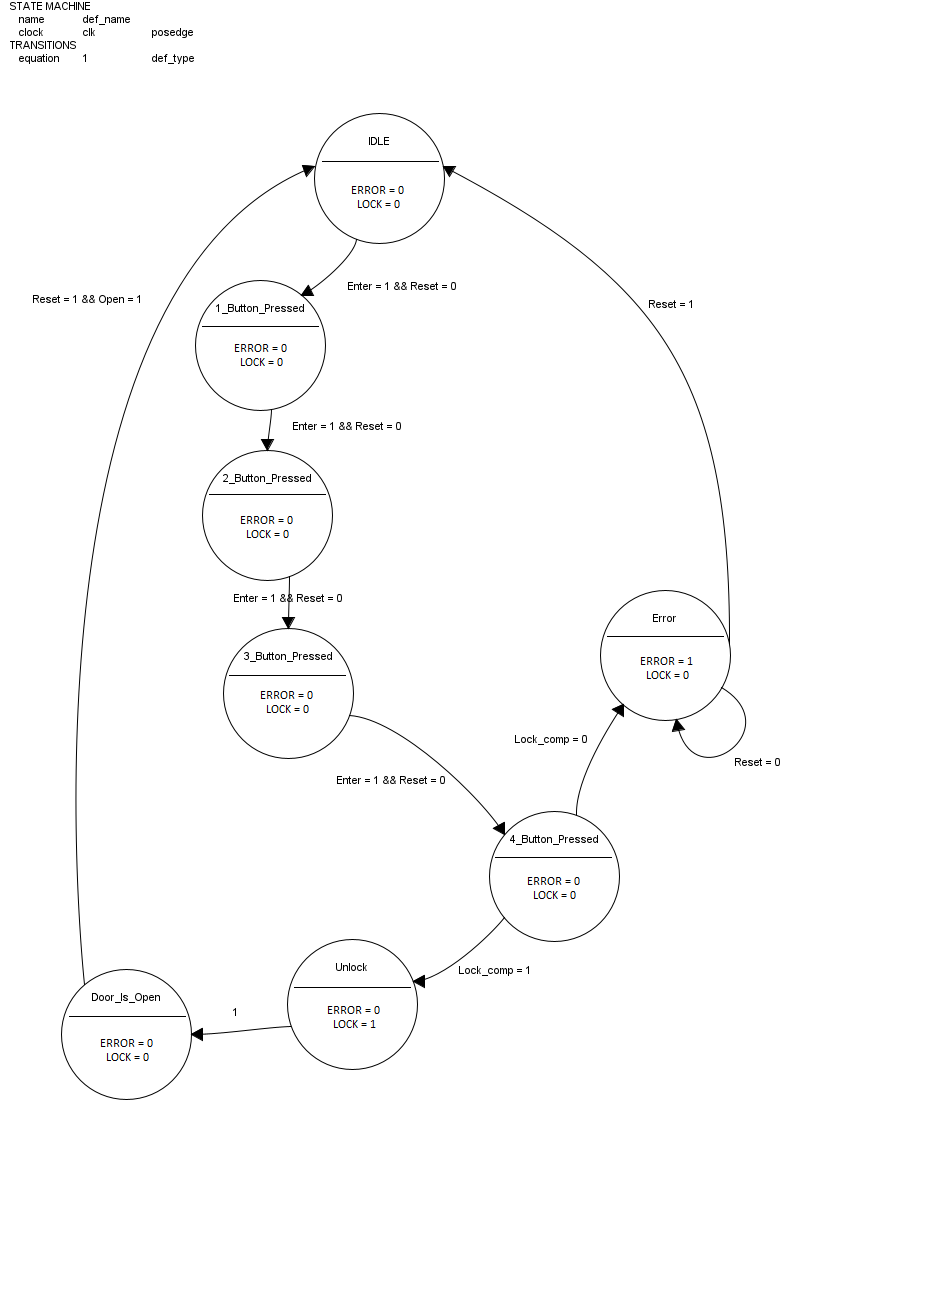 STATE MACHINE
name def_name
clock clk posedge
TRANSITIONS
equation 1 def_type
IDLE
ERROR = 0
LOCK = 0
Enter = 1 && Reset = 0
Reset = 1 && Open = 1
Reset = 1
1_Button_Pressed
ERROR = 0
LOCK = 0
Enter = 1 && Reset = 0
2_Button_Pressed
ERROR = 0
LOCK = 0
Enter = 1 && Reset = 0
3_Button_Pressed
ERROR = 0
LOCK = 0
Enter = 1 && Reset = 0
Error
ERROR = 1
LOCK = 0
Lock_comp = 0
Reset = 0
4_Button_Pressed
ERROR = 0
LOCK = 0
Lock_comp = 1
Unlock
ERROR = 0
LOCK = 1
1
Door_Is_Open
ERROR = 0
LOCK = 0